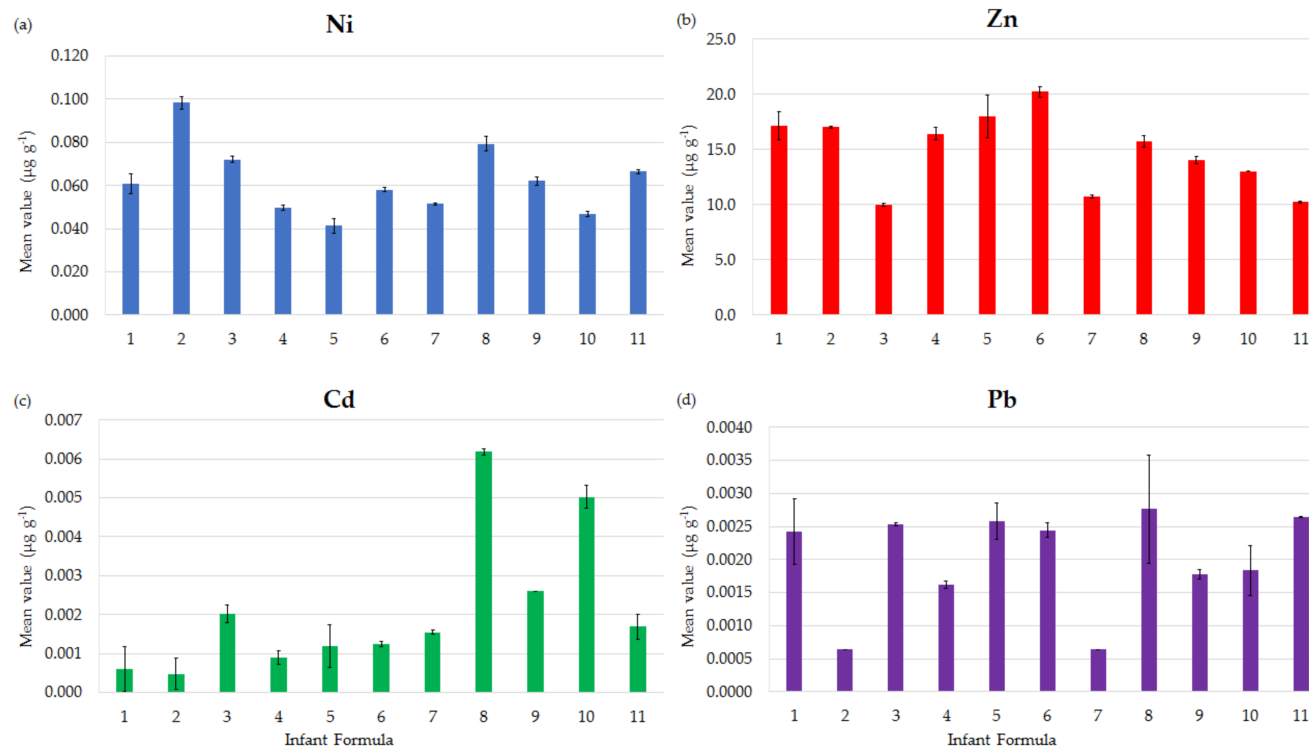 (a)
Ni
Mean value (µg g⁻¹)
0.120
0.100
0.080
0.060
0.040
0.020
0.000
1 2 3 4 5 6 7 8 9 10 11
(b)
Zn
Mean value (µg g⁻¹)
25.0
20.0
15.0
10.0
5.0
0.0
1 2 3 4 5 6 7 8 9 10 11
(c)
Cd
Mean value (µg g⁻¹)
0.007
0.006
0.005
0.004
0.003
0.002
0.001
0.000
1 2 3 4 5 6 7 8 9 10 11
Infant Formula
(d)
Pb
Mean value (µg g⁻¹)
0.0040
0.0035
0.0030
0.0025
0.0020
0.0015
0.0010
0.0005
0.0000
1 2 3 4 5 6 7 8 9 10 11
Infant Formula